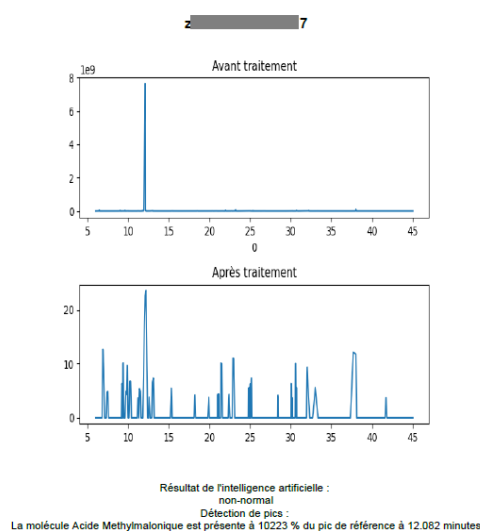 z 7
Avant traitement
1e9
8
6
4
2
0
5 10 15 20 25 30 35 40 45
0
Après traitement
20
10
0
5 10 15 20 25 30 35 40 45
Résultat de l'intelligence artificielle :
non-normal
Détection de pics :
La molécule Acide Methylmalonique est présente à 10223 % du pic de référence à 12.082 minutes